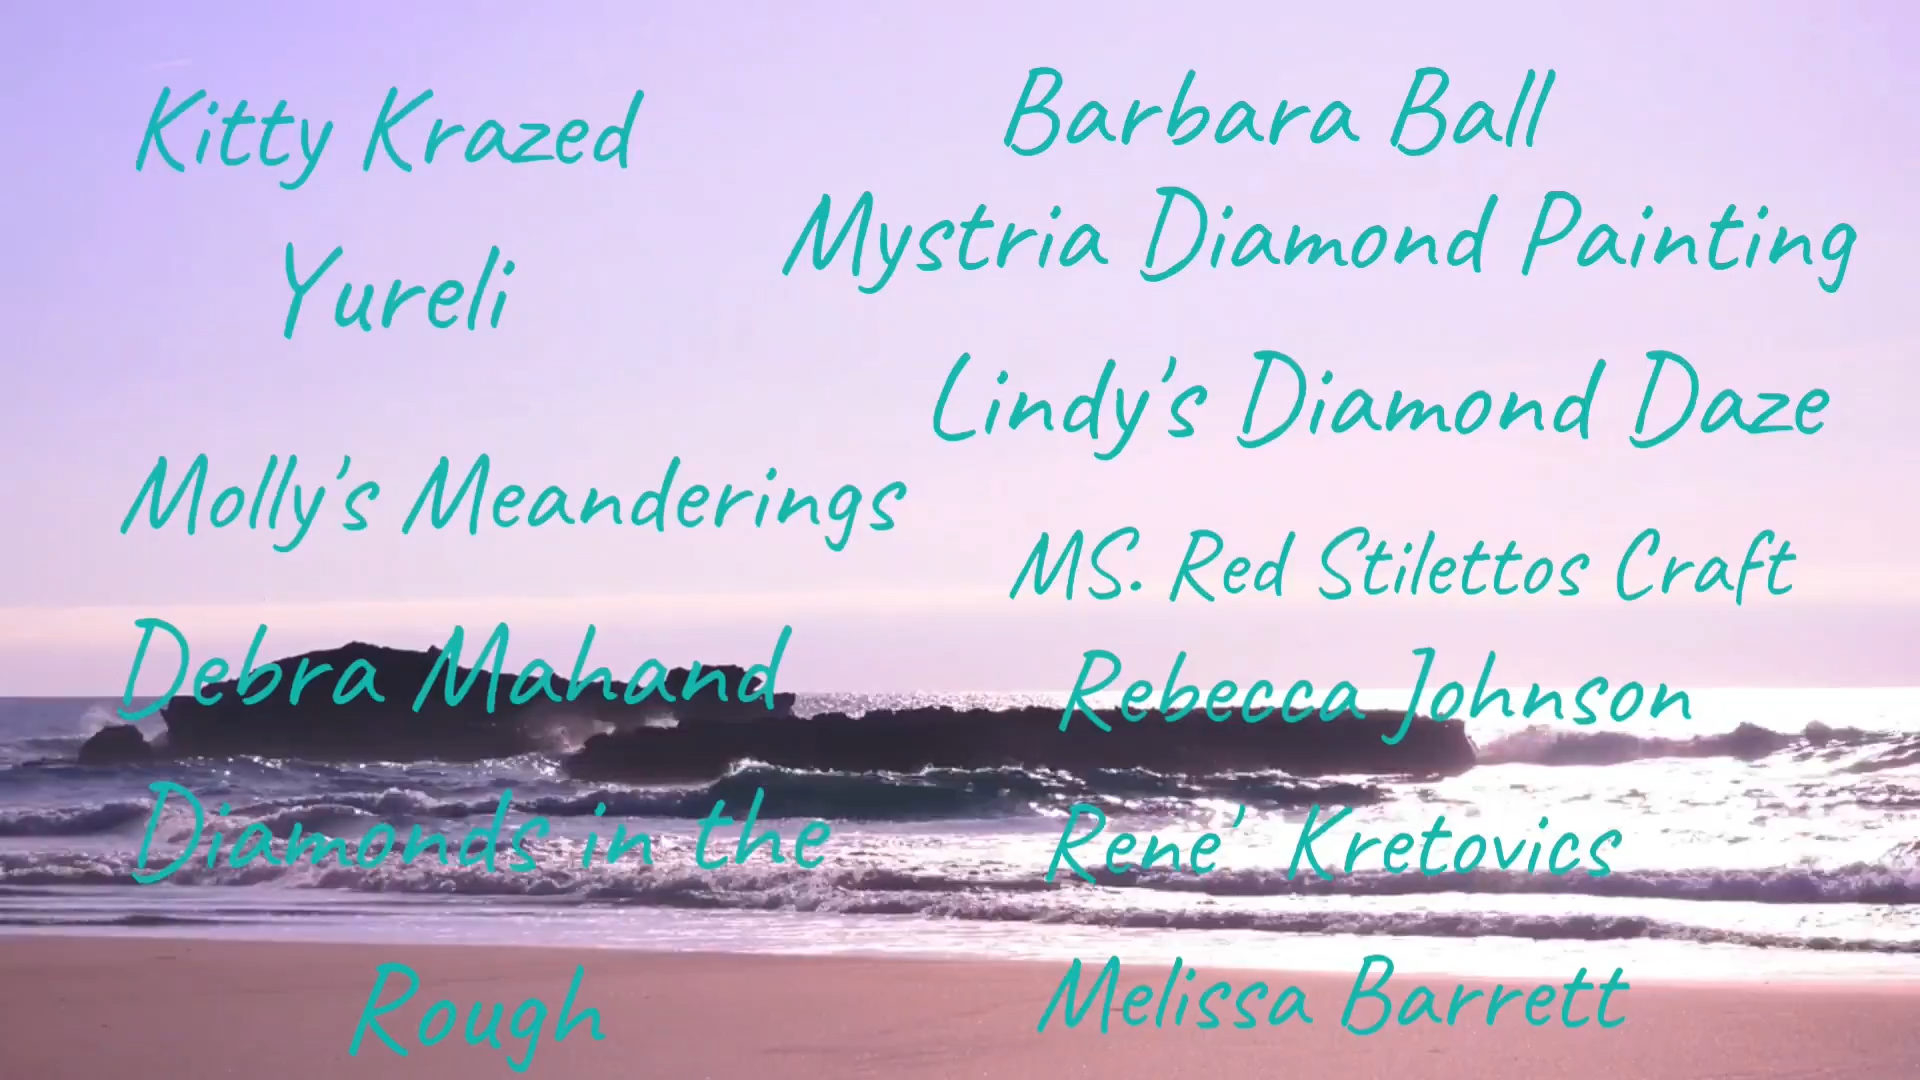 Kitty Krazed
Yureli
Molly's Meanderings
Debra Mahand
Diamonds in the
Rough
Barbara Ball
Mystria Diamond Painting
Lindy's Diamond Daze
MS. Red Stilettos Craft
Rebecca Johnson
Rene' Kretovics
Melissa Barrett